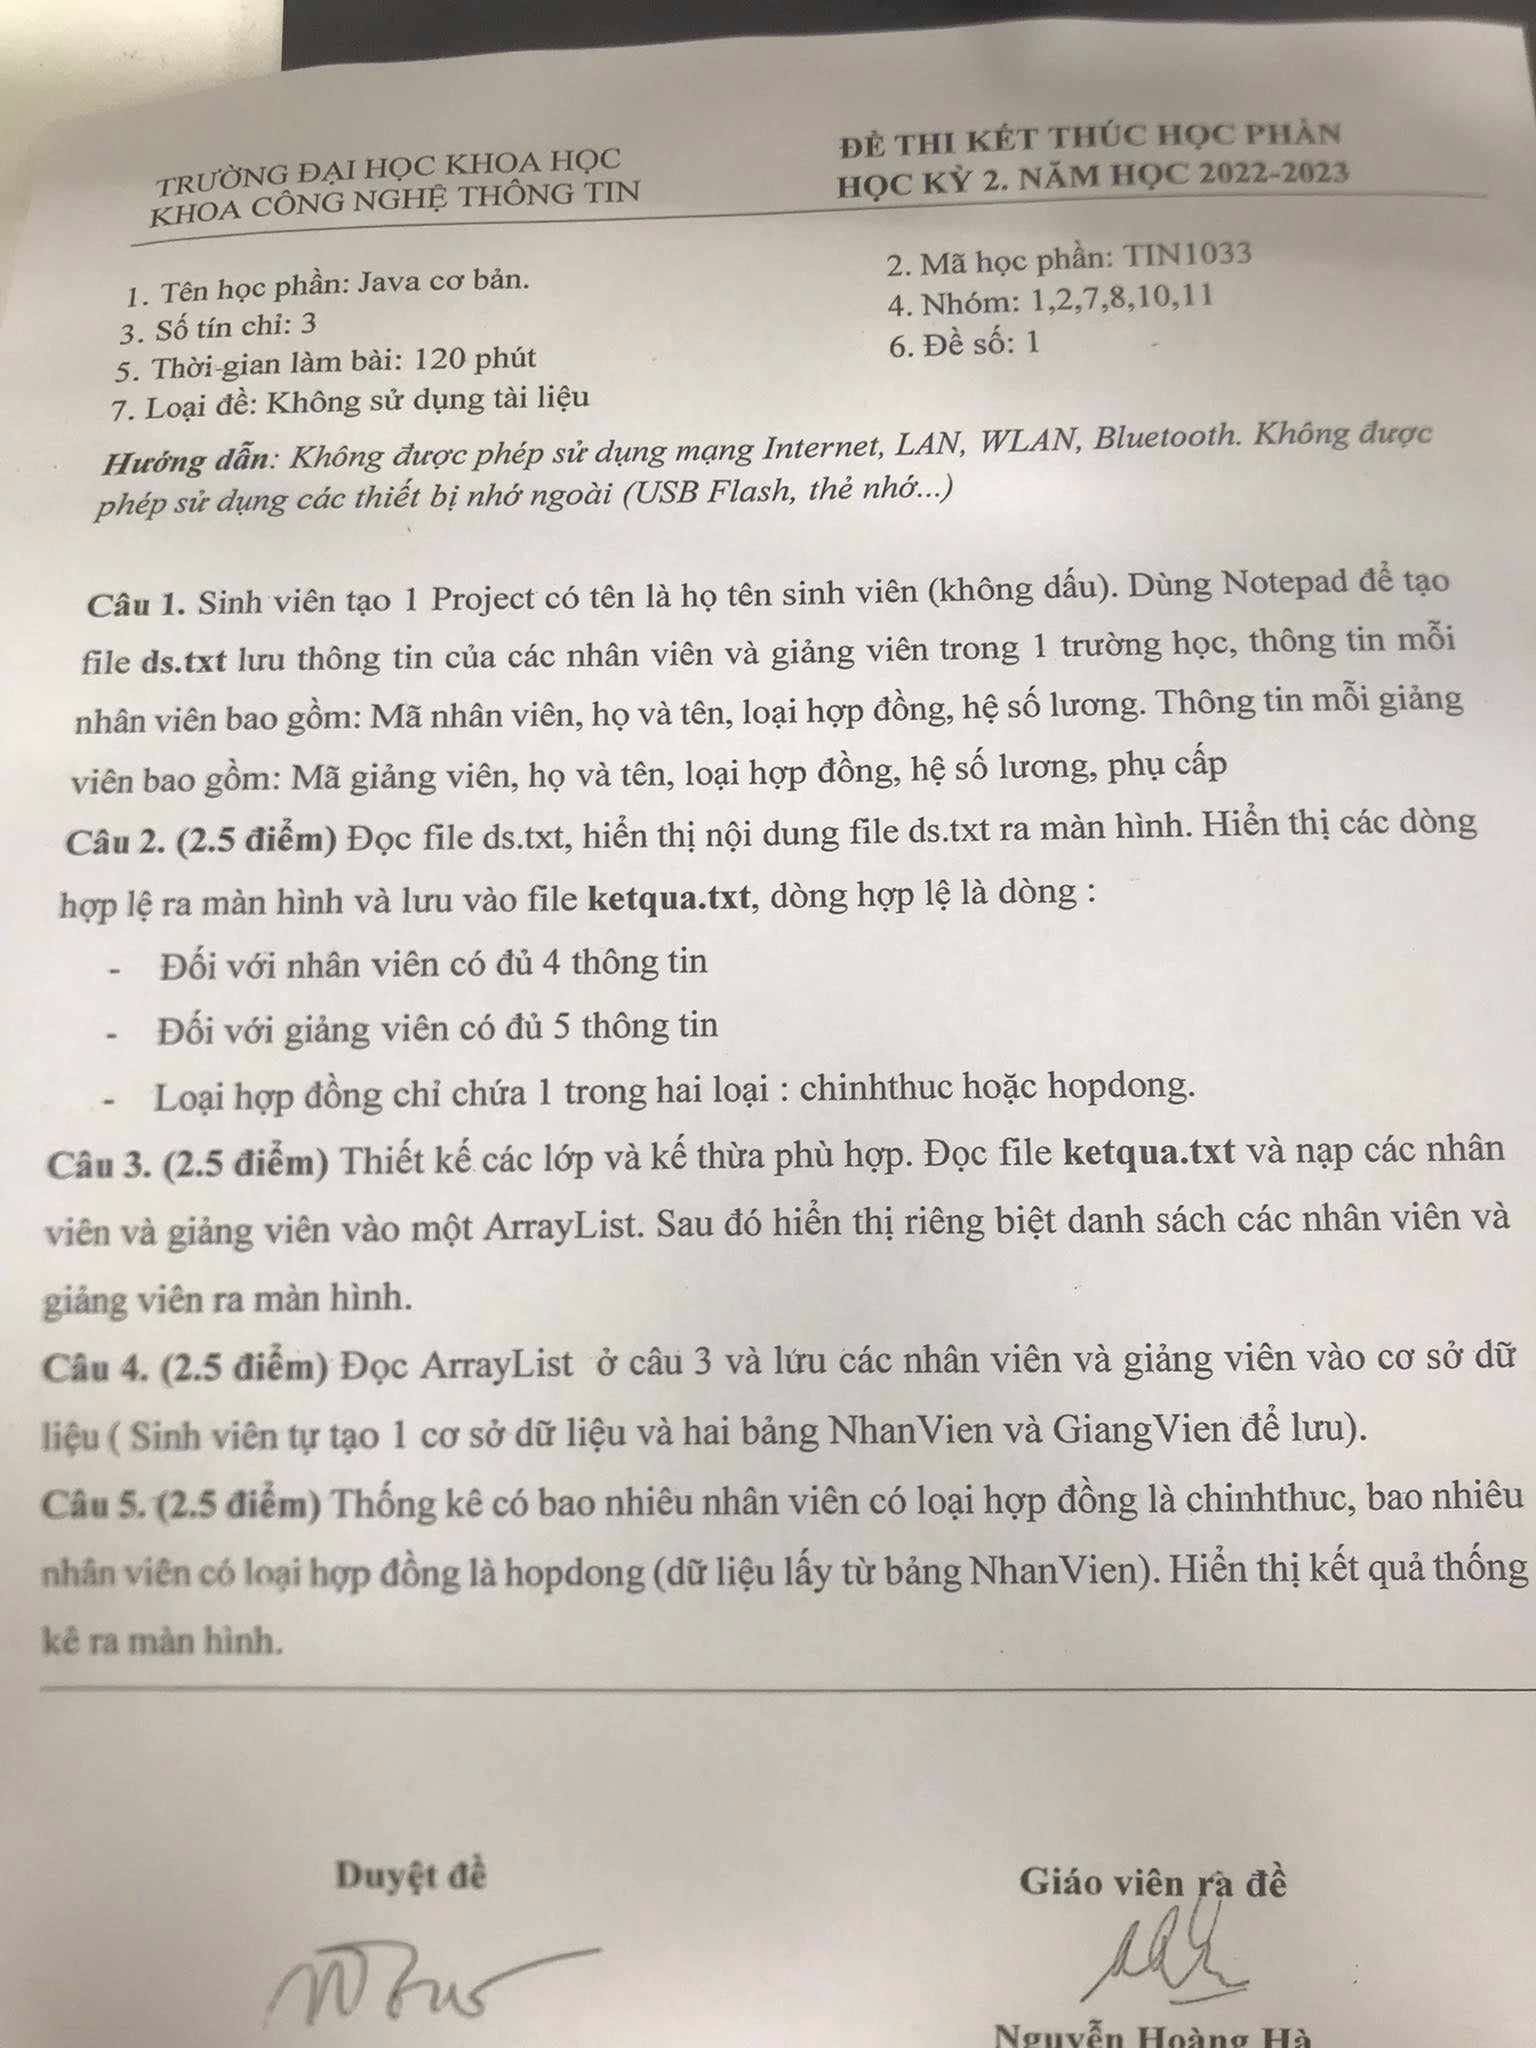 TRƯỜNG ĐẠI HỌC KHOA HỌC
KHOA CÔNG NGHỆ THÔNG TIN
ĐỀ THI KẾT THÚC HỌC PHẦN
HỌC KỲ 2. NĂM HỌC 2022-2023
1. Tên học phần: Java cơ bản.
2. Mã học phần: TIN1033
3. Số tín chỉ: 3
4. Nhóm: 1,2,7,8,10,11
5. Thời gian làm bài: 120 phút
6. Đề số: 1
7. Loại đề: Không sử dụng tài liệu
Hướng dẫn: Không được phép sử dụng mạng Internet, LAN, WLAN, Bluetooth. Không được
phép sử dụng các thiết bị nhớ ngoài (USB Flash, thẻ nhớ...)
Câu 1. Sinh viên tạo 1 Project có tên là họ tên sinh viên (không dấu). Dùng Notepad để tạo
file ds.txt lưu thông tin của các nhân viên và giảng viên trong 1 trường học, thông tin mỗi
nhân viên bao gồm: Mã nhân viên, họ và tên, loại hợp đồng, hệ số lương. Thông tin mỗi giảng
viên bao gồm: Mã giảng viên, họ và tên, loại hợp đồng, hệ số lương, phụ cấp
Câu 2. (2.5 điểm) Đọc file ds.txt, hiển thị nội dung file ds.txt ra màn hình. Hiển thị các dòng
hợp lệ ra màn hình và lưu vào file ketqua.txt, dòng hợp lệ là dòng :
- Đối với nhân viên có đủ 4 thông tin
- Đối với giảng viên có đủ 5 thông tin
- Loại hợp đồng chỉ chứa 1 trong hai loại : chinhthuc hoặc hopdong.
Câu 3. (2.5 điểm) Thiết kế các lớp và kế thừa phù hợp. Đọc file ketqua.txt và nạp các nhân
viên và giảng viên vào một ArrayList. Sau đó hiển thị riêng biệt danh sách các nhân viên và
giảng viên ra màn hình.
Câu 4. (2.5 điểm) Đọc ArrayList ở câu 3 và lưu các nhân viên và giảng viên vào cơ sở dữ
liệu ( Sinh viên tự tạo 1 cơ sở dữ liệu và hai bảng NhanVien và GiangVien để lưu).
Câu 5. (2.5 điểm) Thống kê có bao nhiêu nhân viên có loại hợp đồng là chinhthuc, bao nhiêu
nhân viên có loại hợp đồng là hopdong (dữ liệu lấy từ bảng NhanVien). Hiển thị kết quả thống
kê ra màn hình.
Duyệt đề
Giáo viên ra đề
Nguyễn Hoàng Hà